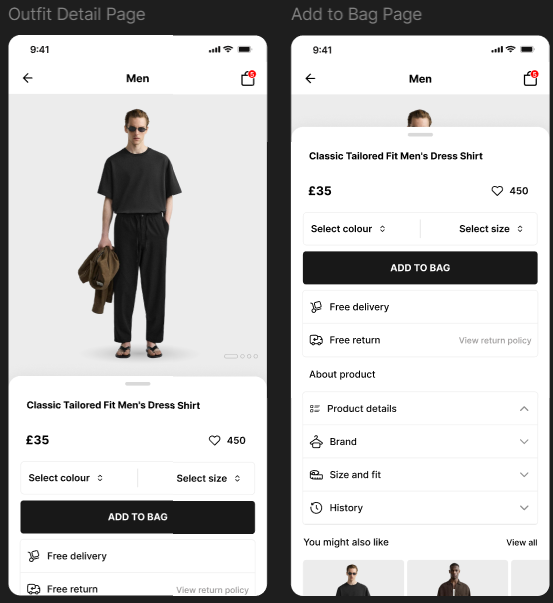 Outfit Detail Page
9:41
Men
5
Classic Tailored Fit Men's Dress Shirt
£35
450
Select colour
Select size
ADD TO BAG
Free delivery
Free return
View return policy
Add to Bag Page
9:41
Men
5
Classic Tailored Fit Men's Dress Shirt
£35
450
Select colour
Select size
ADD TO BAG
Free delivery
Free return
View return policy
About product
Product details
Brand
Size and fit
History
You might also like
View all